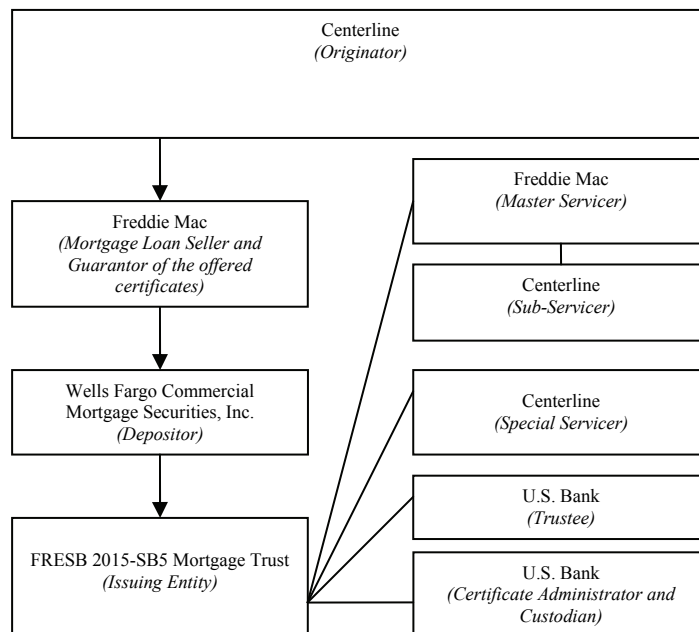 Centerline
(Originator)
Freddie Mac
(Mortgage Loan Seller and
Guarantor of the offered
certificates)
Wells Fargo Commercial
Mortgage Securities, Inc.
(Depositor)
FRESB 2015-SB5 Mortgage Trust
(Issuing Entity)
Freddie Mac
(Master Servicer)
Centerline
(Sub-Servicer)
Centerline
(Special Servicer)
U.S. Bank
(Trustee)
U.S. Bank
(Certificate Administrator and
Custodian)